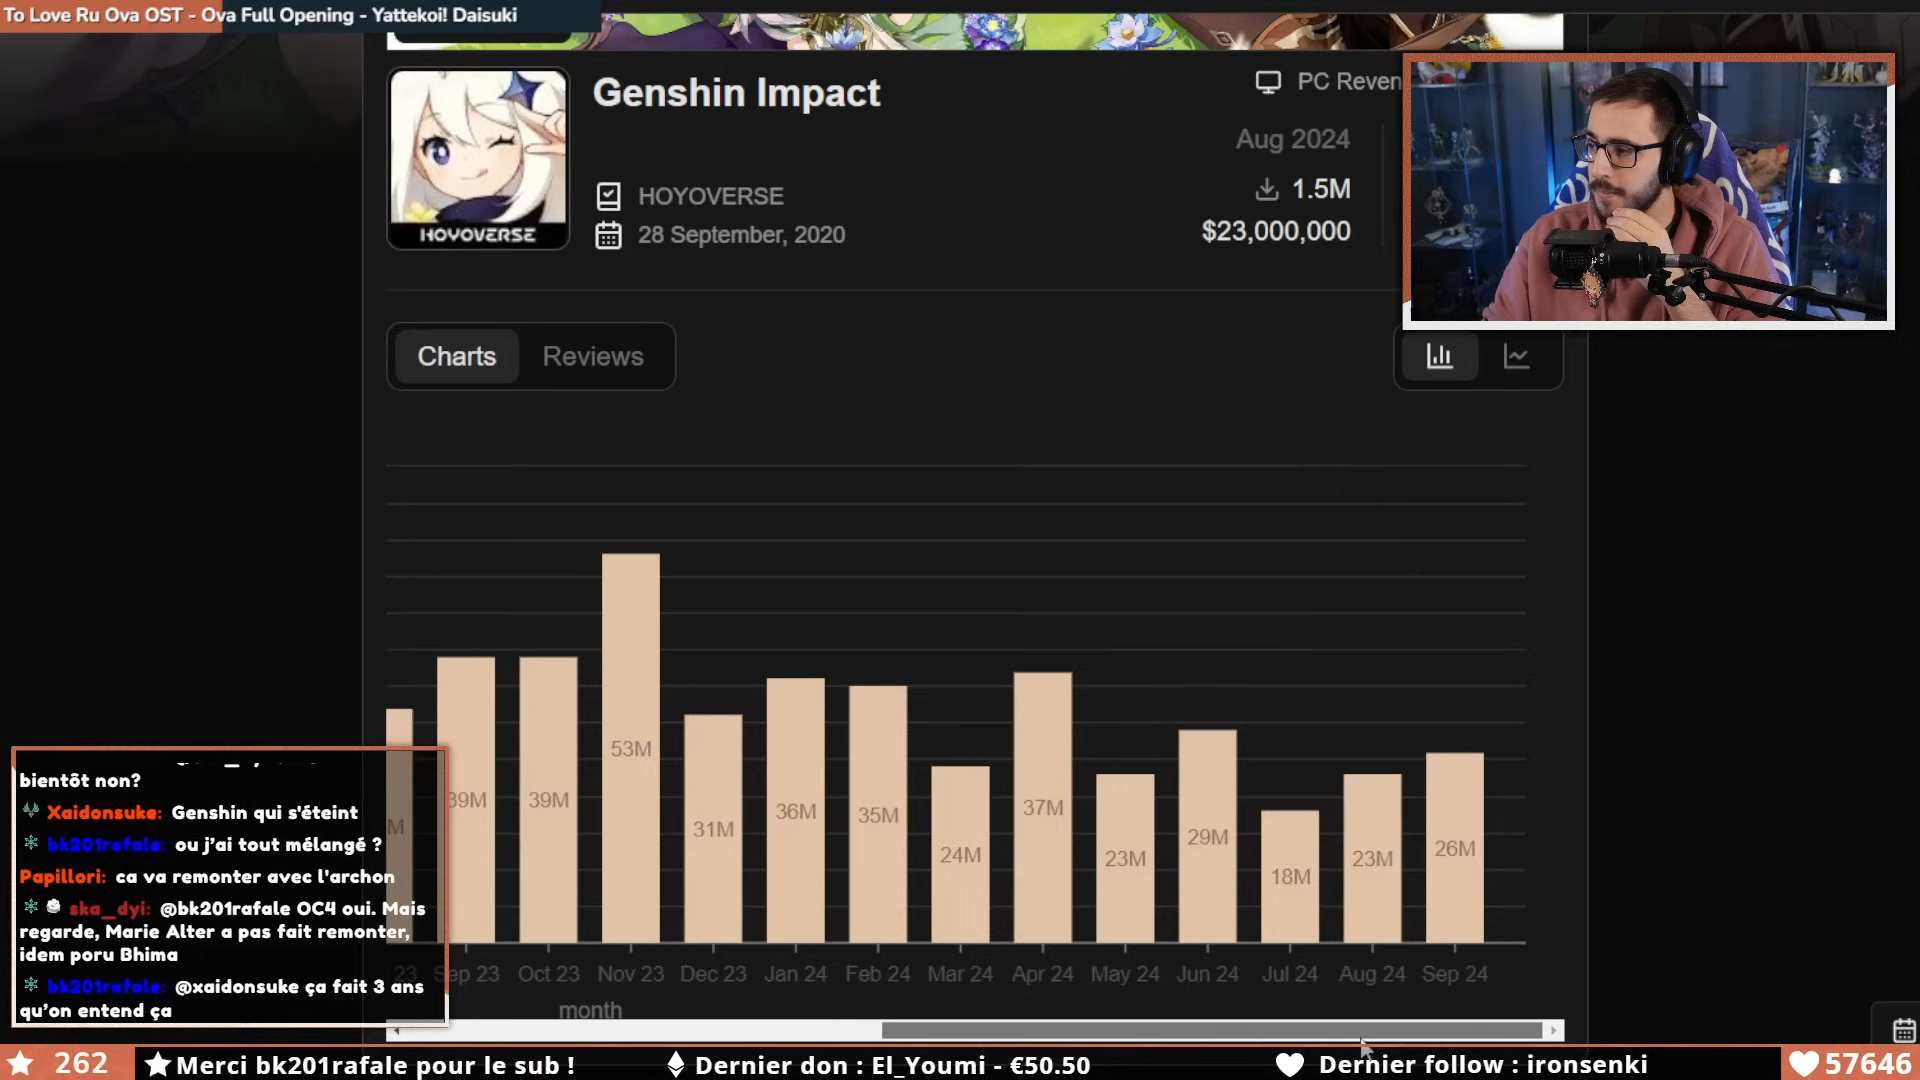 To Love Ru Ova OST - Ova Full Opening - Yattekoi! Daisuki
Genshin Impact
PC Reven
Aug 2024
1.5M
$23,000,000
HOYOVERSE
HOYOVERSE
28 September, 2020
Charts
Reviews
M
39M
39M
53M
31M
36M
35M
24M
37M
23M
29M
18M
23M
26M
23
Sep 23
Oct 23
Nov 23
Dec 23
Jan 24
Feb 24
Mar 24
Apr 24
May 24
Jun 24
Jul 24
Aug 24
Sep 24
month
bientôt non?
Xaidonsuke: Genshin qui s'éteint
bk201rafale: ou j'ai tout mélangé ?
Papillori: ca va remonter avec l'archon
ska_dyi: @bk201rafale OC4 oui. Mais
regarde, Marie Alter a pas fait remonter,
idem poru Bhima
bk201rafale: @xaidonsuke ça fait 3 ans
qu'on entend ça
262
Merci bk201rafale pour le sub !
Dernier don : El_Youmi - €50.50
Dernier follow : ironsenki
57646